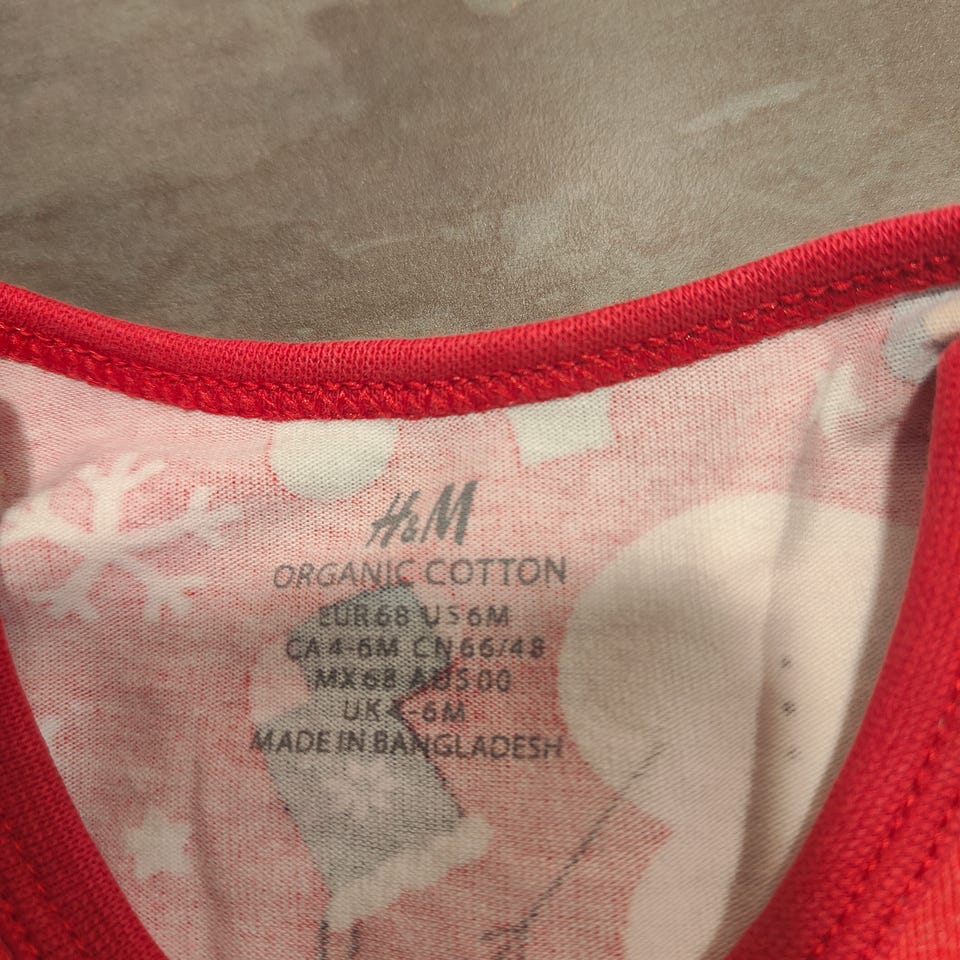 H&M
ORGANIC COTTON
EUR 68 US 6M
CA 4-6M CN 66/48
MX 68 AUS 00
UK -6M
MADE IN BANGLADESH